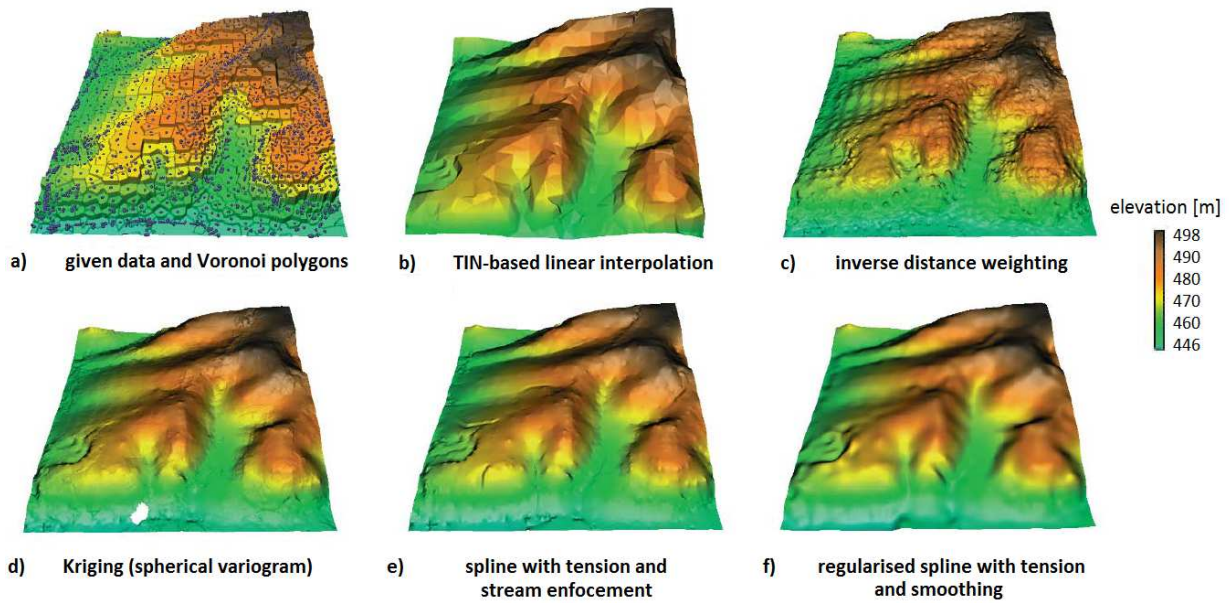 a) given data and Voronoi polygons
b) TIN-based linear interpolation
c) inverse distance weighting
elevation [m]
498
490
480
470
460
446
d) Kriging (spherical variogram)
e) spline with tension and
stream enfocement
f) regularised spline with tension
and smoothing